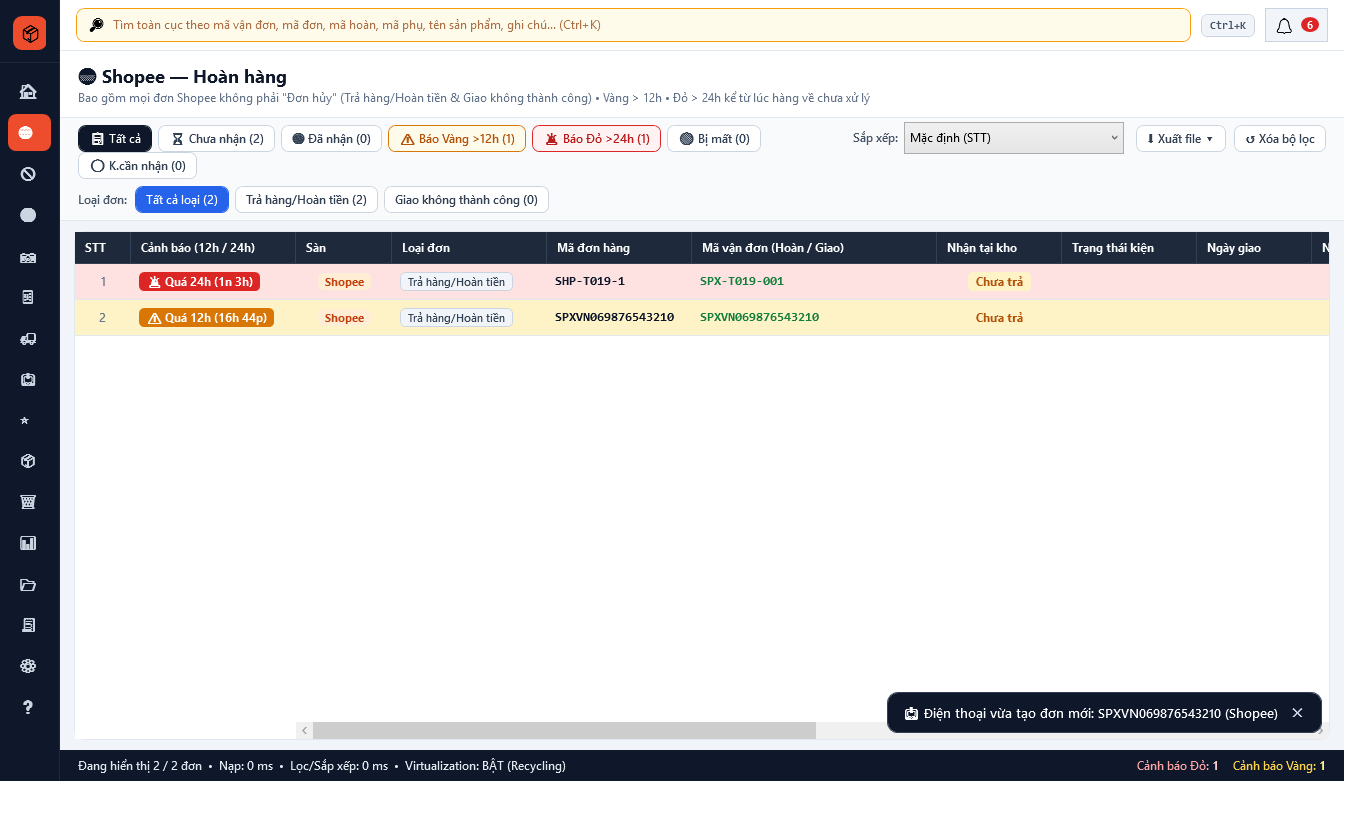 Tìm toàn cục theo mã vận đơn, mã đơn, mã hoàn, mã phụ, tên sản phẩm, ghi chú... (Ctrl+K)
Ctrl+K
6
Shopee — Hoàn hàng
Bao gồm mọi đơn Shopee không phải "Đơn hủy" (Trả hàng/Hoàn tiền & Giao không thành công) • Vàng > 12h • Đỏ > 24h kể từ lúc hàng về chưa xử lý
Tất cả
Chưa nhận (2)
Đã nhận (0)
Báo Vàng >12h (1)
Báo Đỏ >24h (1)
Bị mất (0)
Sắp xếp:
Mặc định (STT)
⬇ Xuất file ▾
↺ Xóa bộ lọc
K.cần nhận (0)
Loại đơn:
Tất cả loại (2)
Trả hàng/Hoàn tiền (2)
Giao không thành công (0)
STT Cảnh báo (12h / 24h) Sàn Loại đơn Mã đơn hàng Mã vận đơn (Hoàn / Giao) Nhận tại kho Trạng thái kiện Ngày giao N
1 Quá 24h (1n 3h) Shopee Trả hàng/Hoàn tiền SHP-T019-1 SPX-T019-001 Chưa trả
2 Quá 12h (16h 44p) Shopee Trả hàng/Hoàn tiền SPXVN069876543210 SPXVN069876543210 Chưa trả
Điện thoại vừa tạo đơn mới: SPXVN069876543210 (Shopee) ✕
Đang hiển thị 2 / 2 đơn • Nạp: 0 ms • Lọc/Sắp xếp: 0 ms • Virtualization: BẬT (Recycling)
Cảnh báo Đỏ: 1
Cảnh báo Vàng: 1